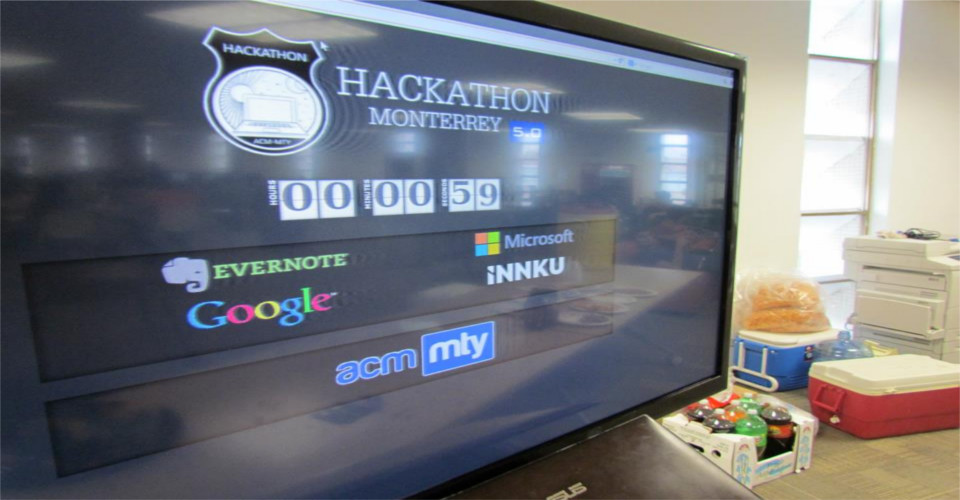 HACKATHON
ACM-MTY
HACKATHON
MONTERREY 5.0
HOURS 00 MINUTES 00 SECONDS 59
EVERNOTE
Microsoft
Google
iNNKU
acm mty
ASUS